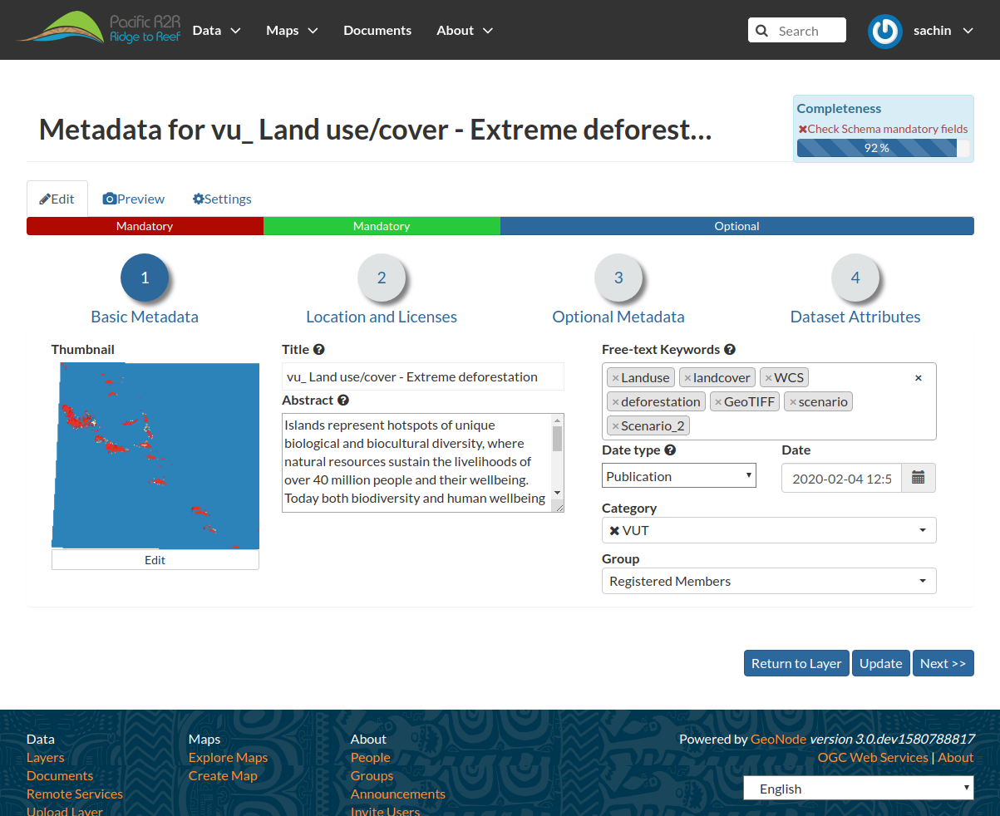 Pacific R2R
Ridge to Reef
Data Maps Documents About
Search
sachin
Metadata for vu_ Land use/cover - Extreme deforest...
Completeness
Check Schema mandatory fields
92 %
Edit Preview Settings
Mandatory Mandatory Optional
1 2 3 4
Basic Metadata Location and Licenses Optional Metadata Dataset Attributes
Thumbnail
Edit
Title
vu_ Land use/cover - Extreme deforestation
Abstract
Islands represent hotspots of unique
biological and biocultural diversity, where
natural resources sustain the livelihoods of
over 40 million people and their wellbeing.
Today both biodiversity and human wellbeing
Free-text Keywords
× Landuse × landcover × WCS ×
× deforestation × GeoTIFF × scenario
× Scenario_2
Date type Date
Publication 2020-02-04 12:5
Category
VUT
Group
Registered Members
Return to Layer Update Next >>
Data
Layers
Documents
Remote Services
Upload Layer
Maps
Explore Maps
Create Map
About
People
Groups
Announcements
Invite Users
Powered by GeoNode version 3.0.dev1580788817
OGC Web Services | About
English